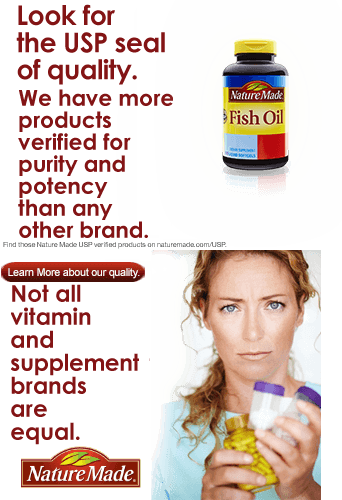 Look for
the USP seal
of quality.
We have more
products
verified for
purity and
potency
than any
other brand.
Nature Made
Fish Oil
Find those Nature Made USP verified products on naturemade.com/USP.
Learn More about our quality.
Not all
vitamin
and
supplement
brands
are
equal.
Nature Made